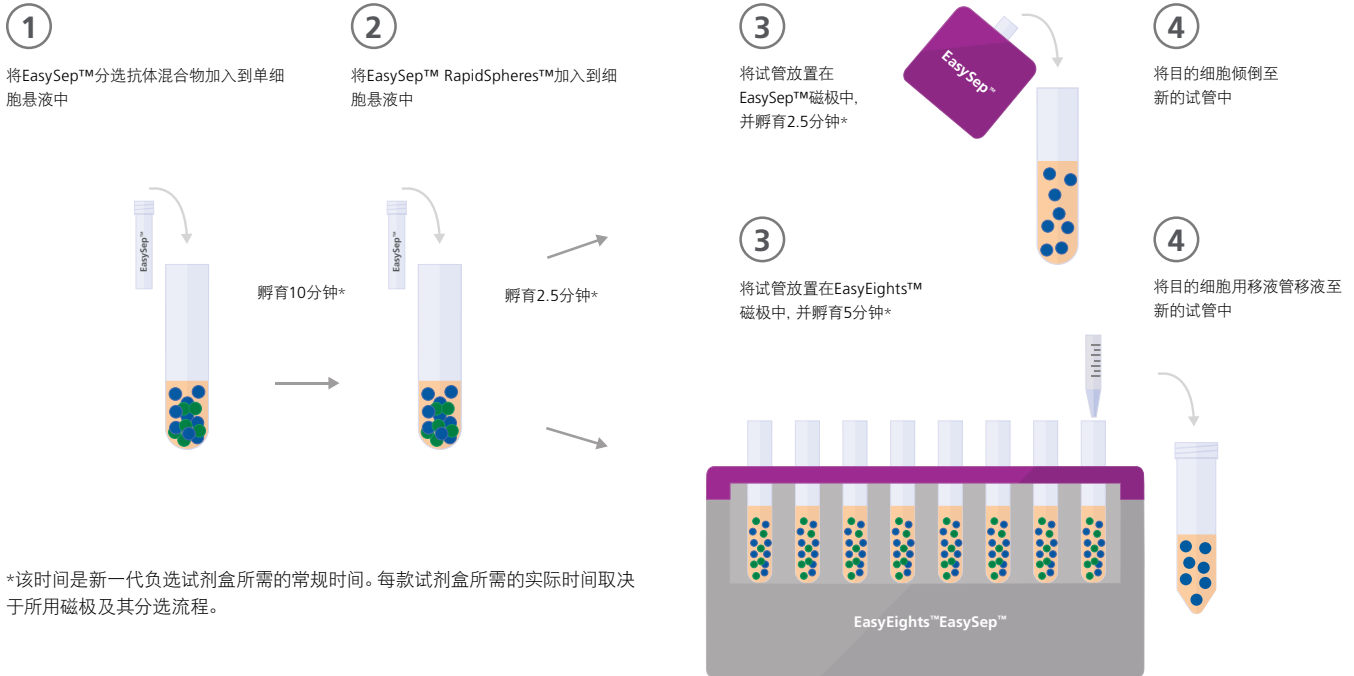 1
将EasySep™分选抗体混合物加入到单细
胞悬液中
2
将EasySep™ RapidSpheres™加入到细
胞悬液中
EasySep™
孵育10分钟*
EasySep™
孵育2.5分钟*
3
将试管放置在
EasySep™磁极中,
并孵育2.5分钟*
EasySep™
4
将目的细胞倾倒至
新的试管中
3
将试管放置在EasyEights™
磁极中, 并孵育5分钟*
4
将目的细胞用移液管移液至
新的试管中
EasyEights™EasySep™
*该时间是新一代负选试剂盒所需的常规时间。每款试剂盒所需的实际时间取决
于所用磁极及其分选流程。